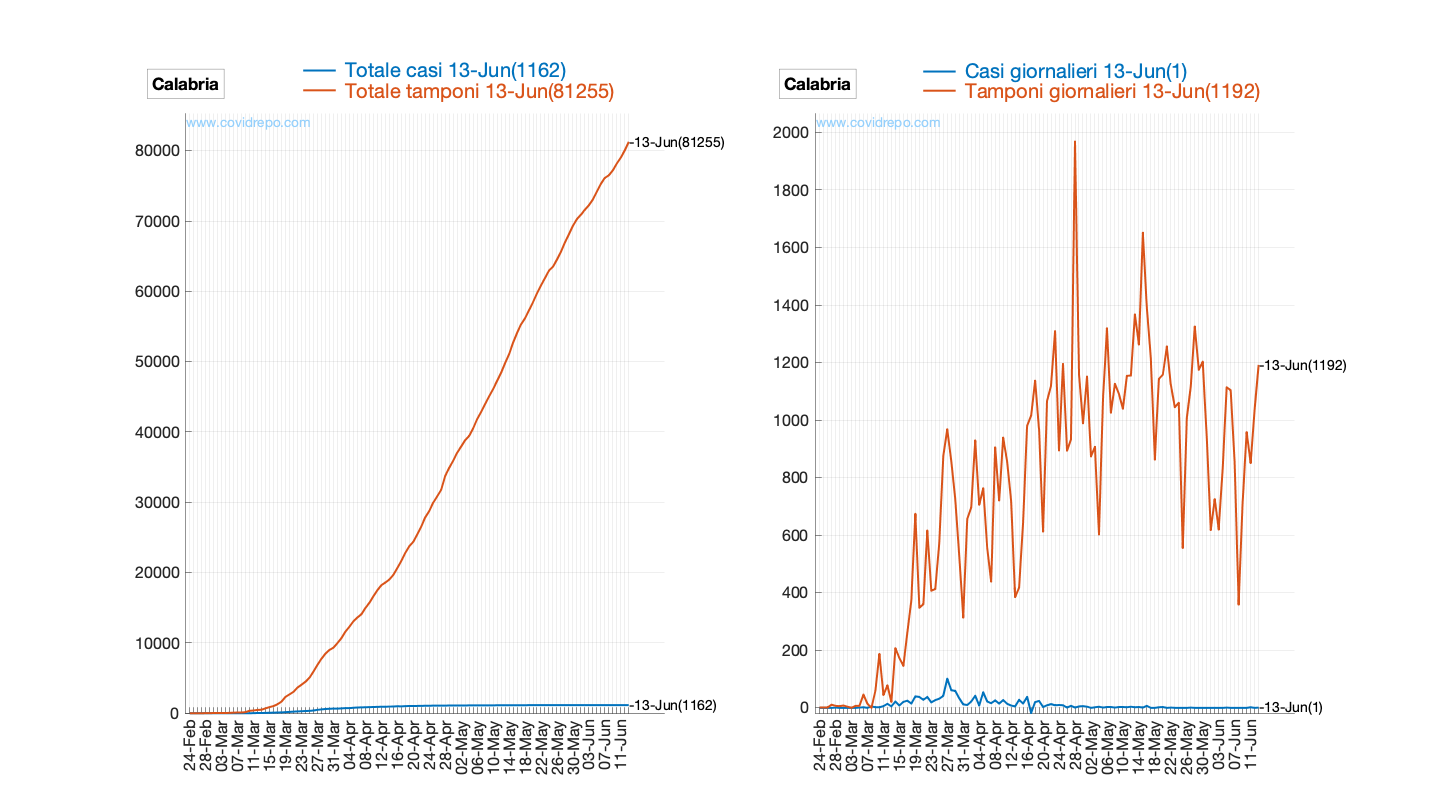 Calabria
Totale casi 13-Jun(1162)
Totale tamponi 13-Jun(81255)
www.covidrepo.com
13-Jun(81255)
80000
70000
60000
50000
40000
30000
20000
10000
0
13-Jun(1162)
24-Feb
28-Feb
03-Mar
07-Mar
11-Mar
15-Mar
19-Mar
23-Mar
27-Mar
31-Mar
04-Apr
08-Apr
12-Apr
16-Apr
20-Apr
24-Apr
28-Apr
02-May
06-May
10-May
14-May
18-May
22-May
26-May
30-May
03-Jun
07-Jun
11-Jun
Calabria
Casi giornalieri 13-Jun(1)
Tamponi giornalieri 13-Jun(1192)
www.covidrepo.com
2000
1800
1600
1400
1200
13-Jun(1192)
1000
800
600
400
200
0
13-Jun(1)
24-Feb
28-Feb
03-Mar
07-Mar
11-Mar
15-Mar
19-Mar
23-Mar
27-Mar
31-Mar
04-Apr
08-Apr
12-Apr
16-Apr
20-Apr
24-Apr
28-Apr
02-May
06-May
10-May
14-May
18-May
22-May
26-May
30-May
03-Jun
07-Jun
11-Jun